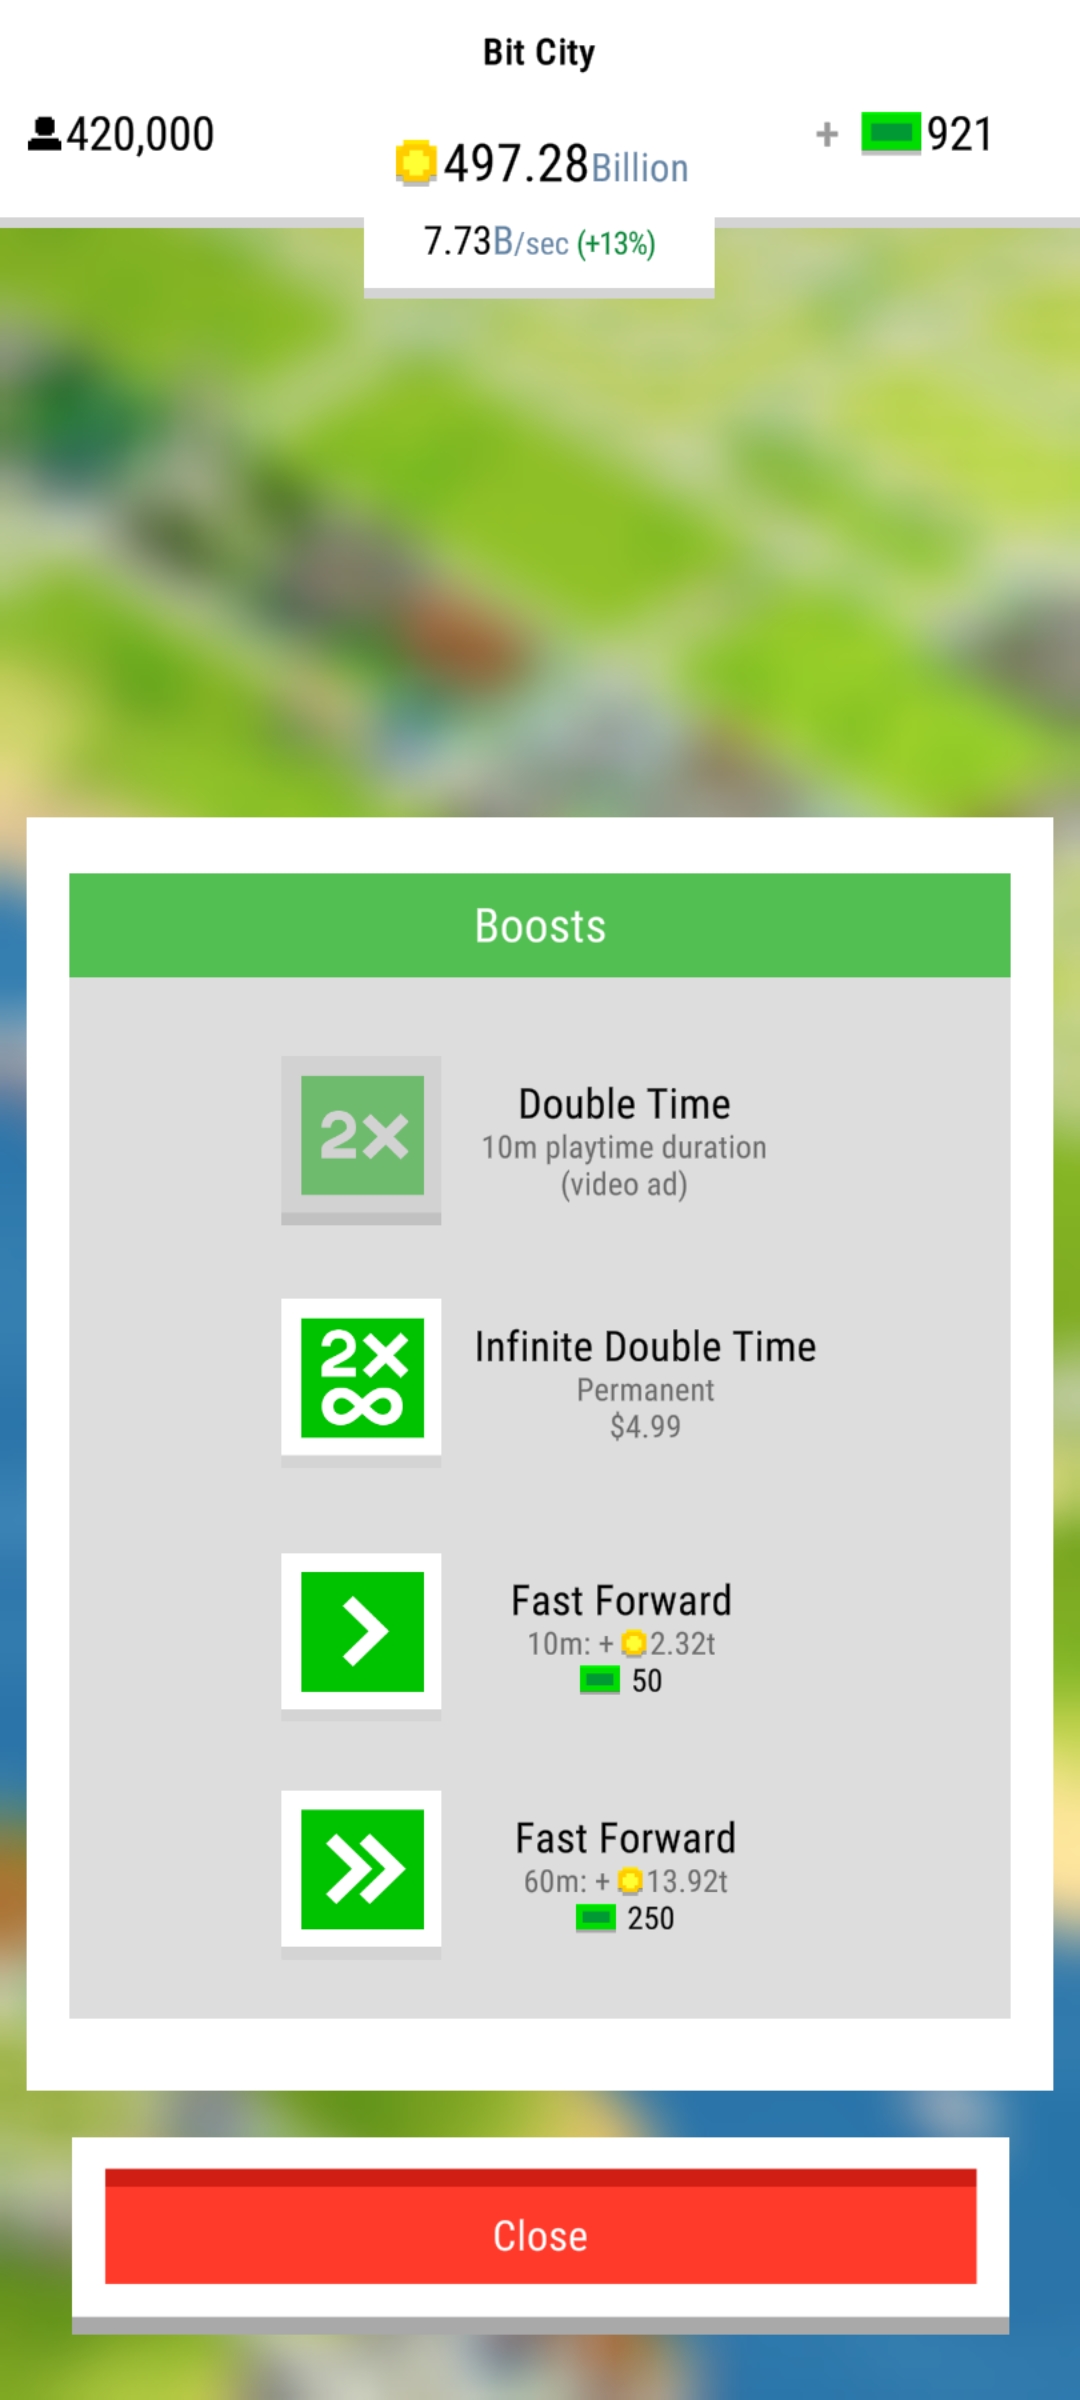 Bit City
420,000
497.28Billion
+ 921
7.73B/sec (+13%)
Boosts
2X
Double Time
10m playtime duration
(video ad)
2X
∞
Infinite Double Time
Permanent
$4.99
Fast Forward
10m: + 2.32t
50
Fast Forward
60m: + 13.92t
250
Close